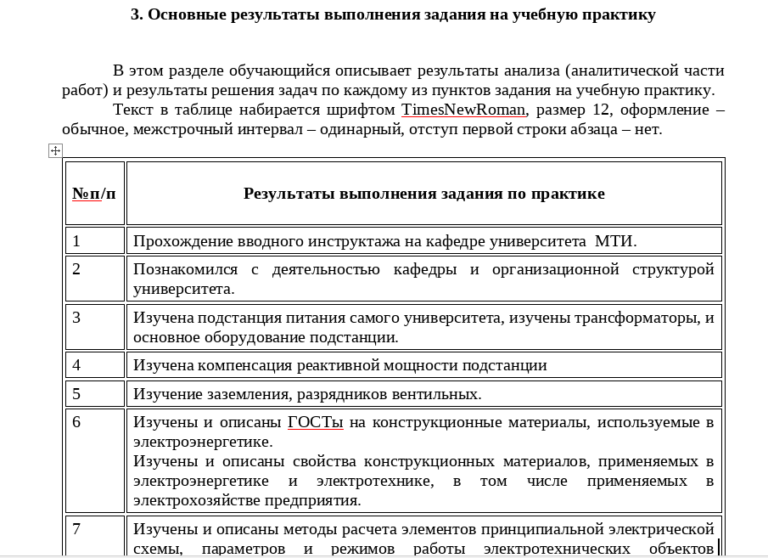 3. Основные результаты выполнения задания на учебную практику
В этом разделе обучающийся описывает результаты анализа (аналитической части
работ) и результаты решения задач по каждому из пунктов задания на учебную практику.
Текст в таблице набирается шрифтом TimesNewRoman, размер 12, оформление –
обычное, межстрочный интервал – одинарный, отступ первой строки абзаца – нет.
№п/п Результаты выполнения задания по практике
1 Прохождение вводного инструктажа на кафедре университета  МТИ.
2 Познакомился с деятельностью кафедры и организационной структурой
университета.
3 Изучена подстанция питания самого университета, изучены трансформаторы, и
основное оборудование подстанции.
4 Изучена компенсация реактивной мощности подстанции
5 Изучение заземления, разрядников вентильных.
6 Изучены и описаны ГОСТы на конструкционные материалы, используемые в
электроэнергетике.
Изучены и описаны свойства конструкционных материалов, применяемых в
электроэнергетике и электротехнике, в том числе применяемых в
электрохозяйстве предприятия.
7 Изучены и описаны методы расчета элементов принципиальной электрической
схемы, параметров и режимов работы электротехнических объектов